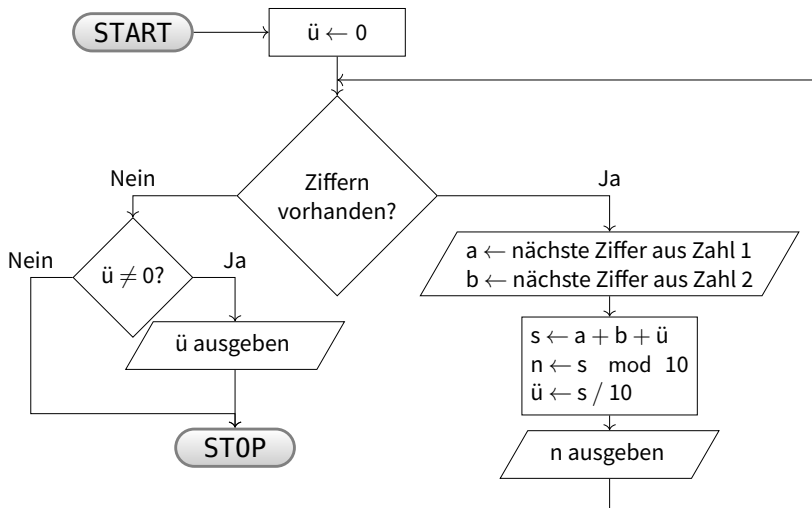 START
ü ← 0
Ziffern
vorhanden?
Nein
Ja
ü ≠ 0?
Nein
Ja
ü ausgeben
STOP
a ← nächste Ziffer aus Zahl 1
b ← nächste Ziffer aus Zahl 2
s ← a + b + ü
n ← s mod 10
ü ← s / 10
n ausgeben